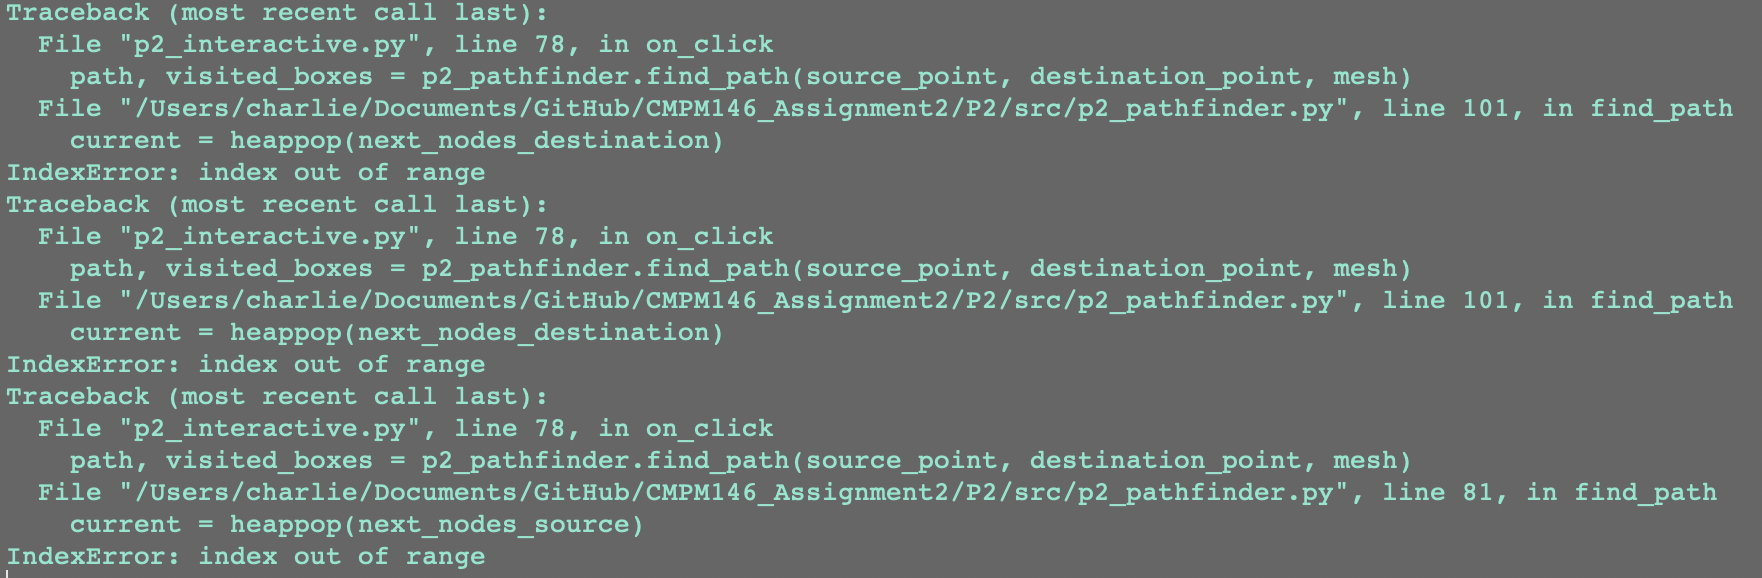 Traceback (most recent call last):
  File "p2_interactive.py", line 78, in on_click
    path, visited_boxes = p2_pathfinder.find_path(source_point, destination_point, mesh)
  File "/Users/charlie/Documents/GitHub/CMPM146_Assignment2/P2/src/p2_pathfinder.py", line 101, in find_path
    current = heappop(next_nodes_destination)
IndexError: index out of range
Traceback (most recent call last):
  File "p2_interactive.py", line 78, in on_click
    path, visited_boxes = p2_pathfinder.find_path(source_point, destination_point, mesh)
  File "/Users/charlie/Documents/GitHub/CMPM146_Assignment2/P2/src/p2_pathfinder.py", line 101, in find_path
    current = heappop(next_nodes_destination)
IndexError: index out of range
Traceback (most recent call last):
  File "p2_interactive.py", line 78, in on_click
    path, visited_boxes = p2_pathfinder.find_path(source_point, destination_point, mesh)
  File "/Users/charlie/Documents/GitHub/CMPM146_Assignment2/P2/src/p2_pathfinder.py", line 81, in find_path
    current = heappop(next_nodes_source)
IndexError: index out of range